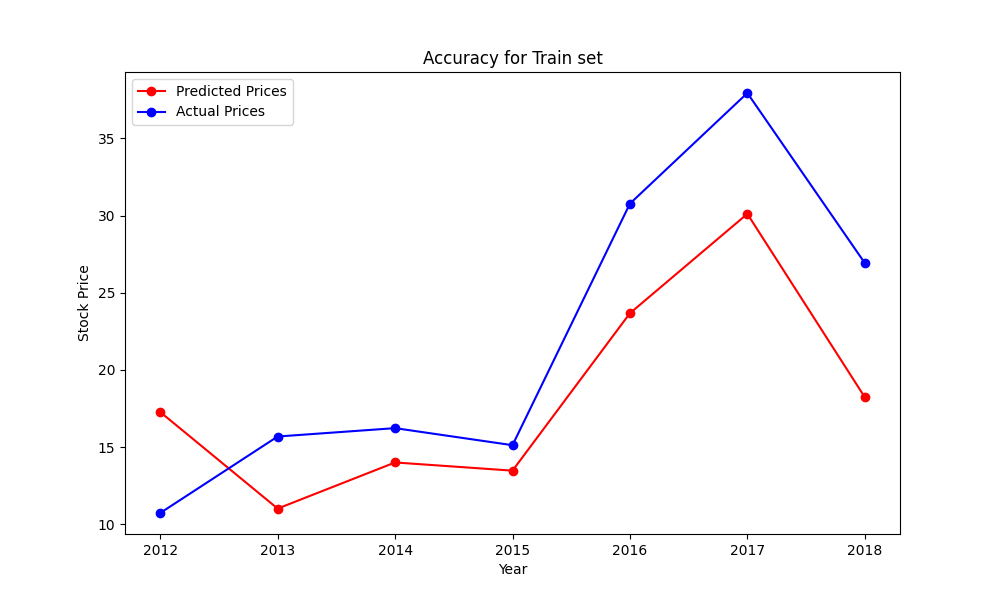 Accuracy for Train set
Predicted Prices
Actual Prices
Stock Price
35
30
25
20
15
10
2012 2013 2014 2015 2016 2017 2018
Year